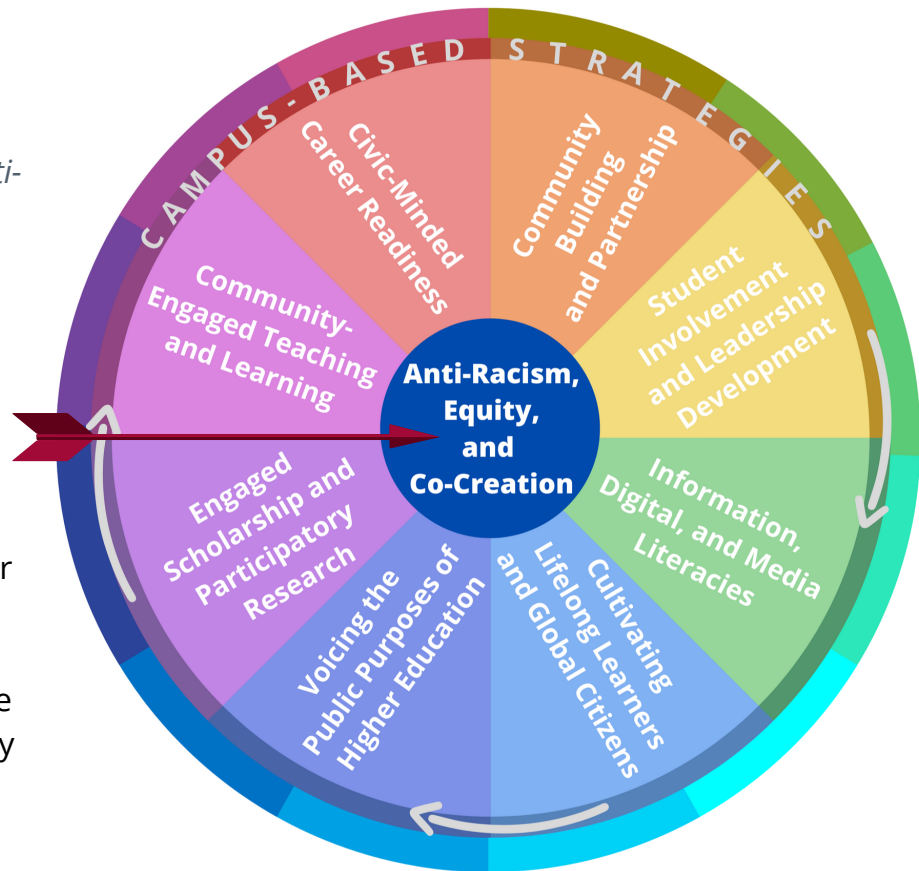 CAMPUS-BASED STRATEGIES
Civic-Minded
Career Readiness
Community
Building
and Partnership
Student
Involvement
and Leadership
Development
Information,
Digital, and Media
Literacies
Cultivating
Lifelong Learners
and Global Citizens
Voicing the
Public Purposes of
Higher Education
Engaged
Scholarship and
Participatory
Research
Community-
Engaged Teaching
and Learning
Anti-Racism,
Equity,
and
Co-Creation